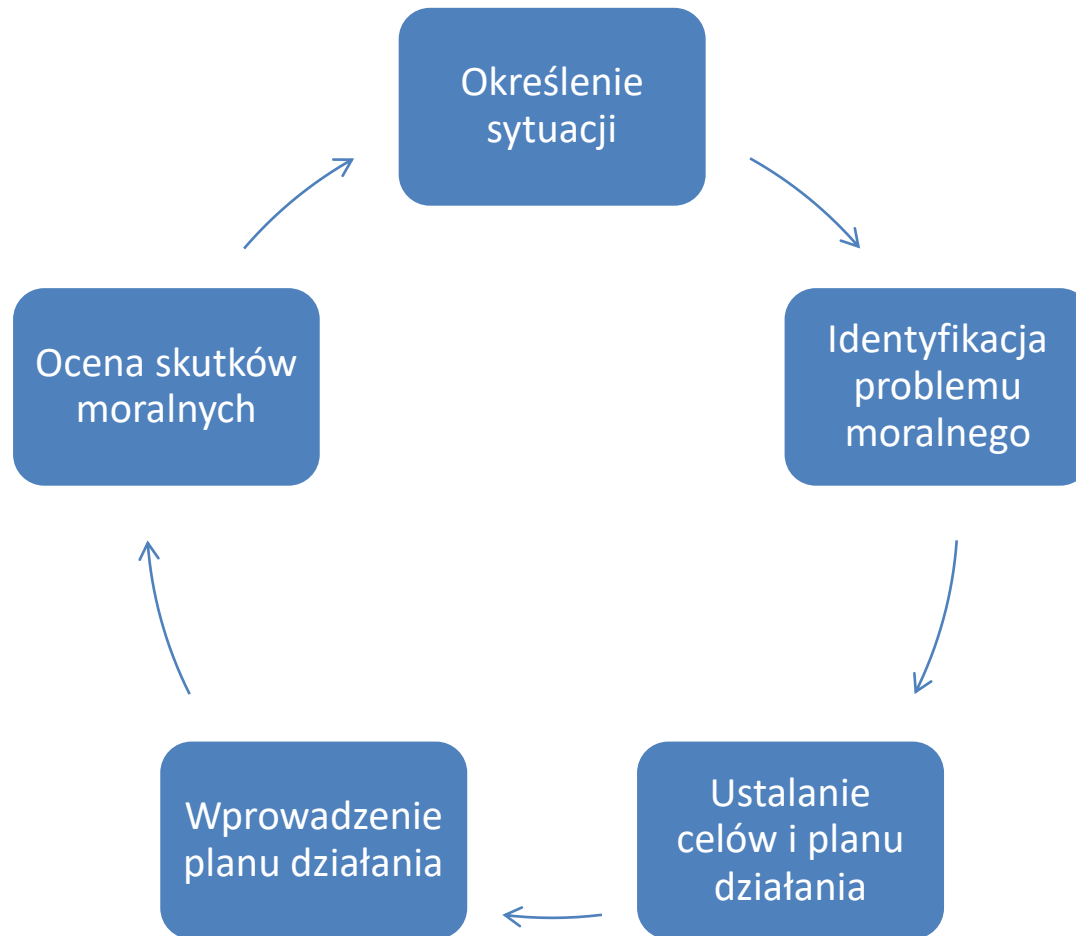 Określenie
sytuacji
Identyfikacja
problemu
moralnego
Ustalanie
celów i planu
działania
Wprowadzenie
planu działania
Ocena skutków
moralnych